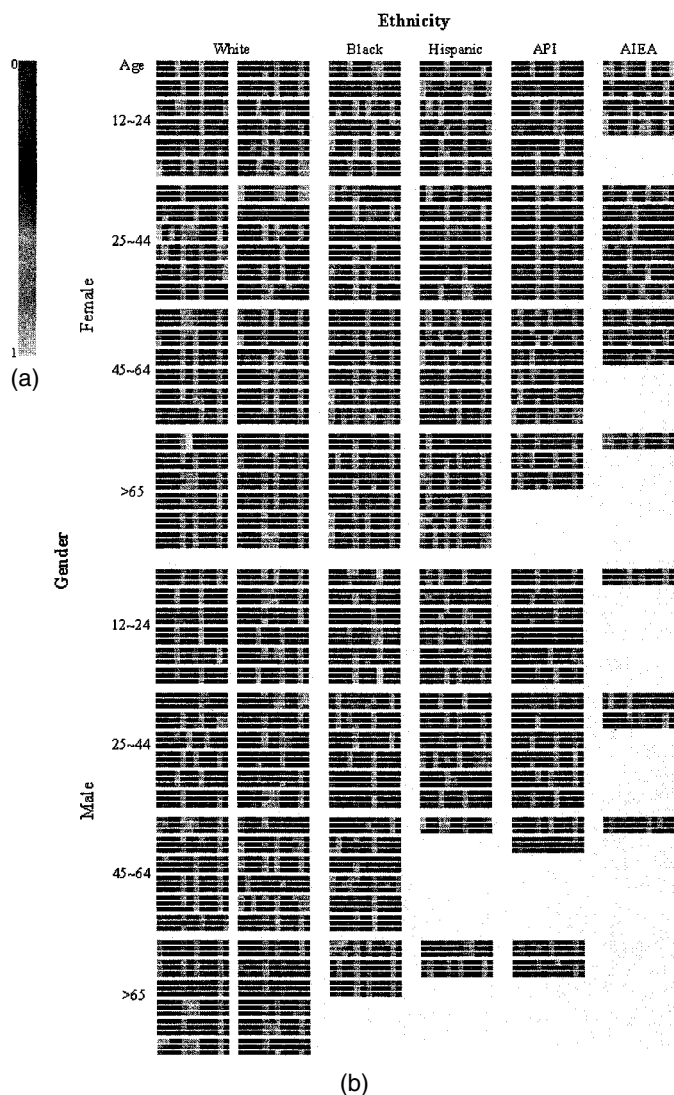 Ethnicity
White Black Hispanic API AIEA
Age
0
12~24
25~44
Female
1
(a)
45~64
>65
Gender
12~24
25~44
Male
45~64
>65
(b)